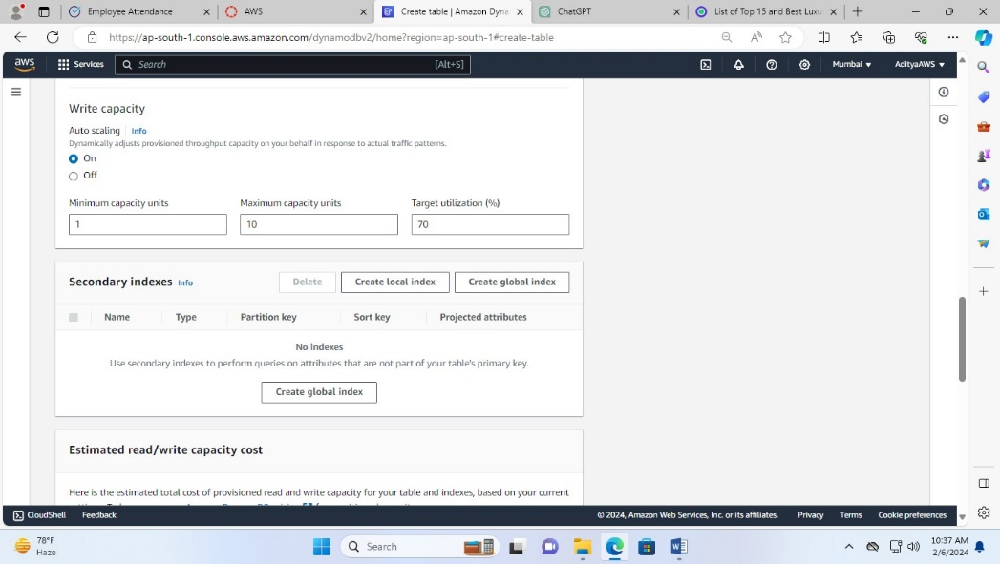 Employee Attendance
AWS
Create table | Amazon Dyna
ChatGPT
List of Top 15 and Best Luxu
https://ap-south-1.console.aws.amazon.com/dynamodbv2/home?region=ap-south-1#create-table
aws
Services
Search
[Alt+S]
Mumbai
AdityaAWS
Write capacity
Auto scaling
Info
Dynamically adjusts provisioned throughput capacity on your behalf in response to actual traffic patterns.
On
Off
Minimum capacity units
Maximum capacity units
Target utilization (%)
1
10
70
Secondary indexes Info
Delete
Create local index
Create global index
Name
Type
Partition key
Sort key
Projected attributes
No indexes
Use secondary indexes to perform queries on attributes that are not part of your table's primary key.
Create global index
Estimated read/write capacity cost
Here is the estimated total cost of provisioned read and write capacity for your table and indexes, based on your current
CloudShell
Feedback
© 2024, Amazon Web Services, Inc. or its affiliates.
Privacy
Terms
Cookie preferences
78°F
Haze
Search
10:37 AM
2/6/2024